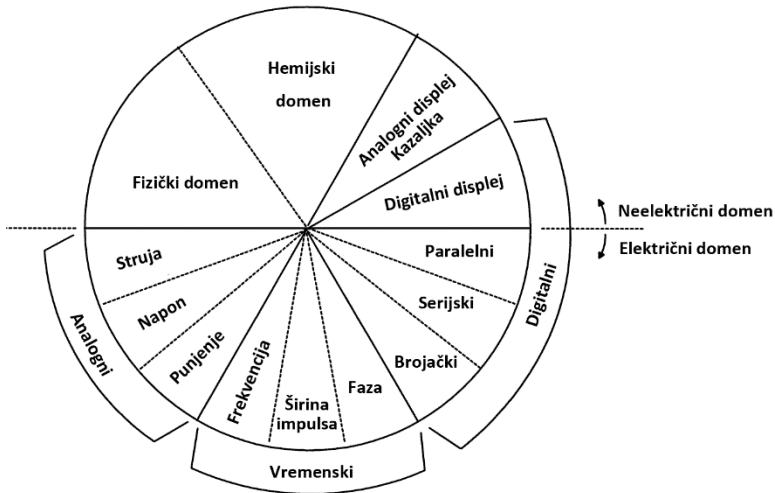 Hemijski
domen
Analogni displej
Kazaljka
Fizički domen
Digitalni displej
Neelektrični domen
Električni domen
Struja
Napon
Punjenje
Analogni
Frekvencija
Širina
impulsa
Faza
Vremenski
Paralelni
Serijski
Brojački
Digitalni